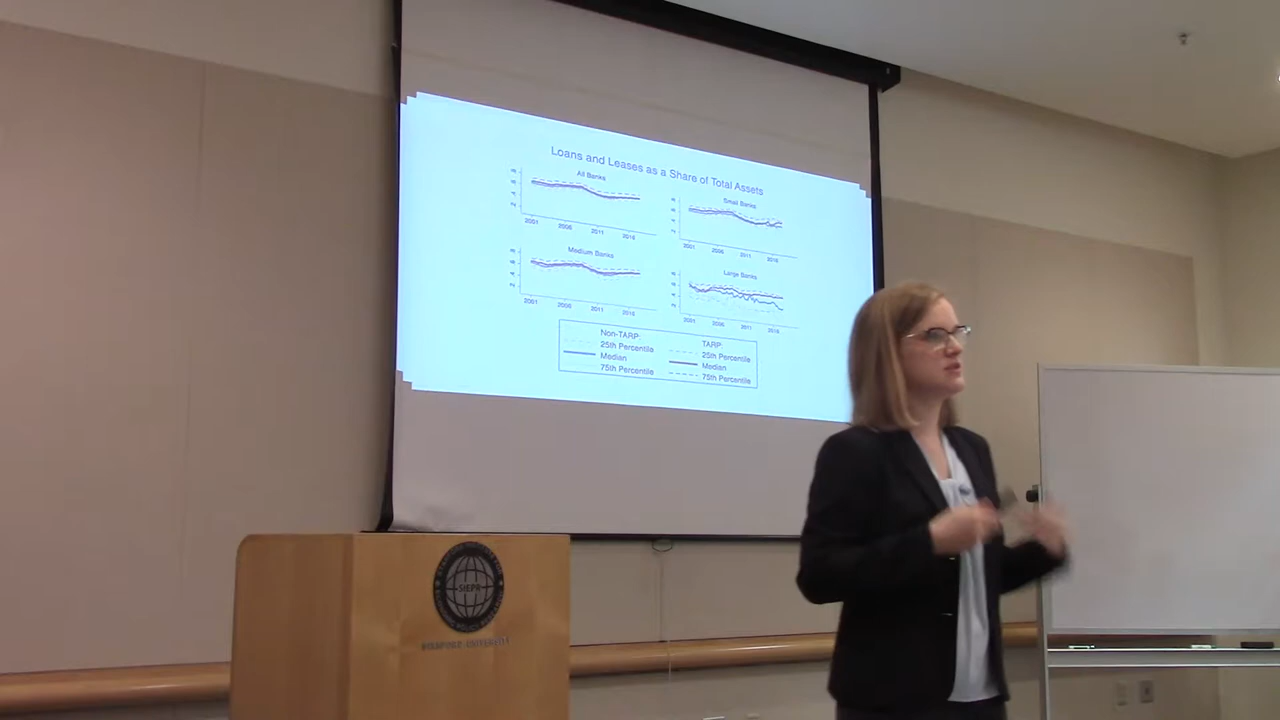 Loans and Leases as a Share of Total Assets
All Banks
2001 2006 2011 2016
Small Banks
2001 2006 2011 2016
Medium Banks
2001 2006 2011 2016
Large Banks
2001 2006 2011 2016
Non-TARP:
25th Percentile
Median
75th Percentile
TARP:
25th Percentile
Median
75th Percentile
SIEPR
STANFORD UNIVERSITY